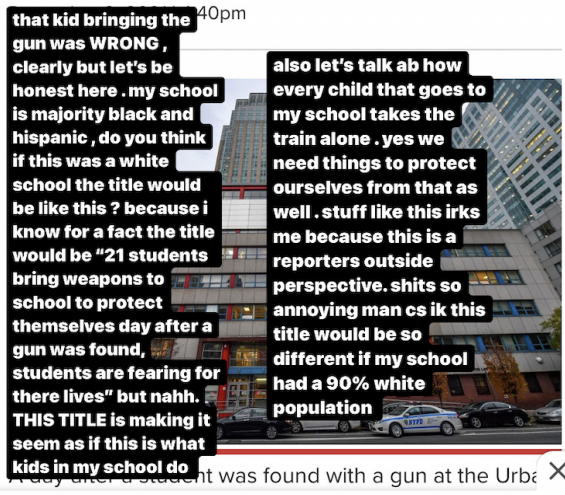 :40pm
that kid bringing the
gun was WRONG ,
clearly but let's be
honest here . my school
is majority black and
hispanic , do you think
if this was a white
school the title would
be like this ? because i
know for a fact the title
would be "21 students
bring weapons to
school to protect
themselves day after a
gun was found,
students are fearing for
there lives" but nahh.
THIS TITLE is making it
seem as if this is what
kids in my school do
also let's talk ab how
every child that goes to
my school takes the
train alone . yes we
need things to protect
ourselves from that as
well . stuff like this irks
me because this is a
reporters outside
perspective. shits so
annoying man cs ik this
title would be so
different if my school
had a 90% white
population
NYPD
A day after a student was found with a gun at the Urba